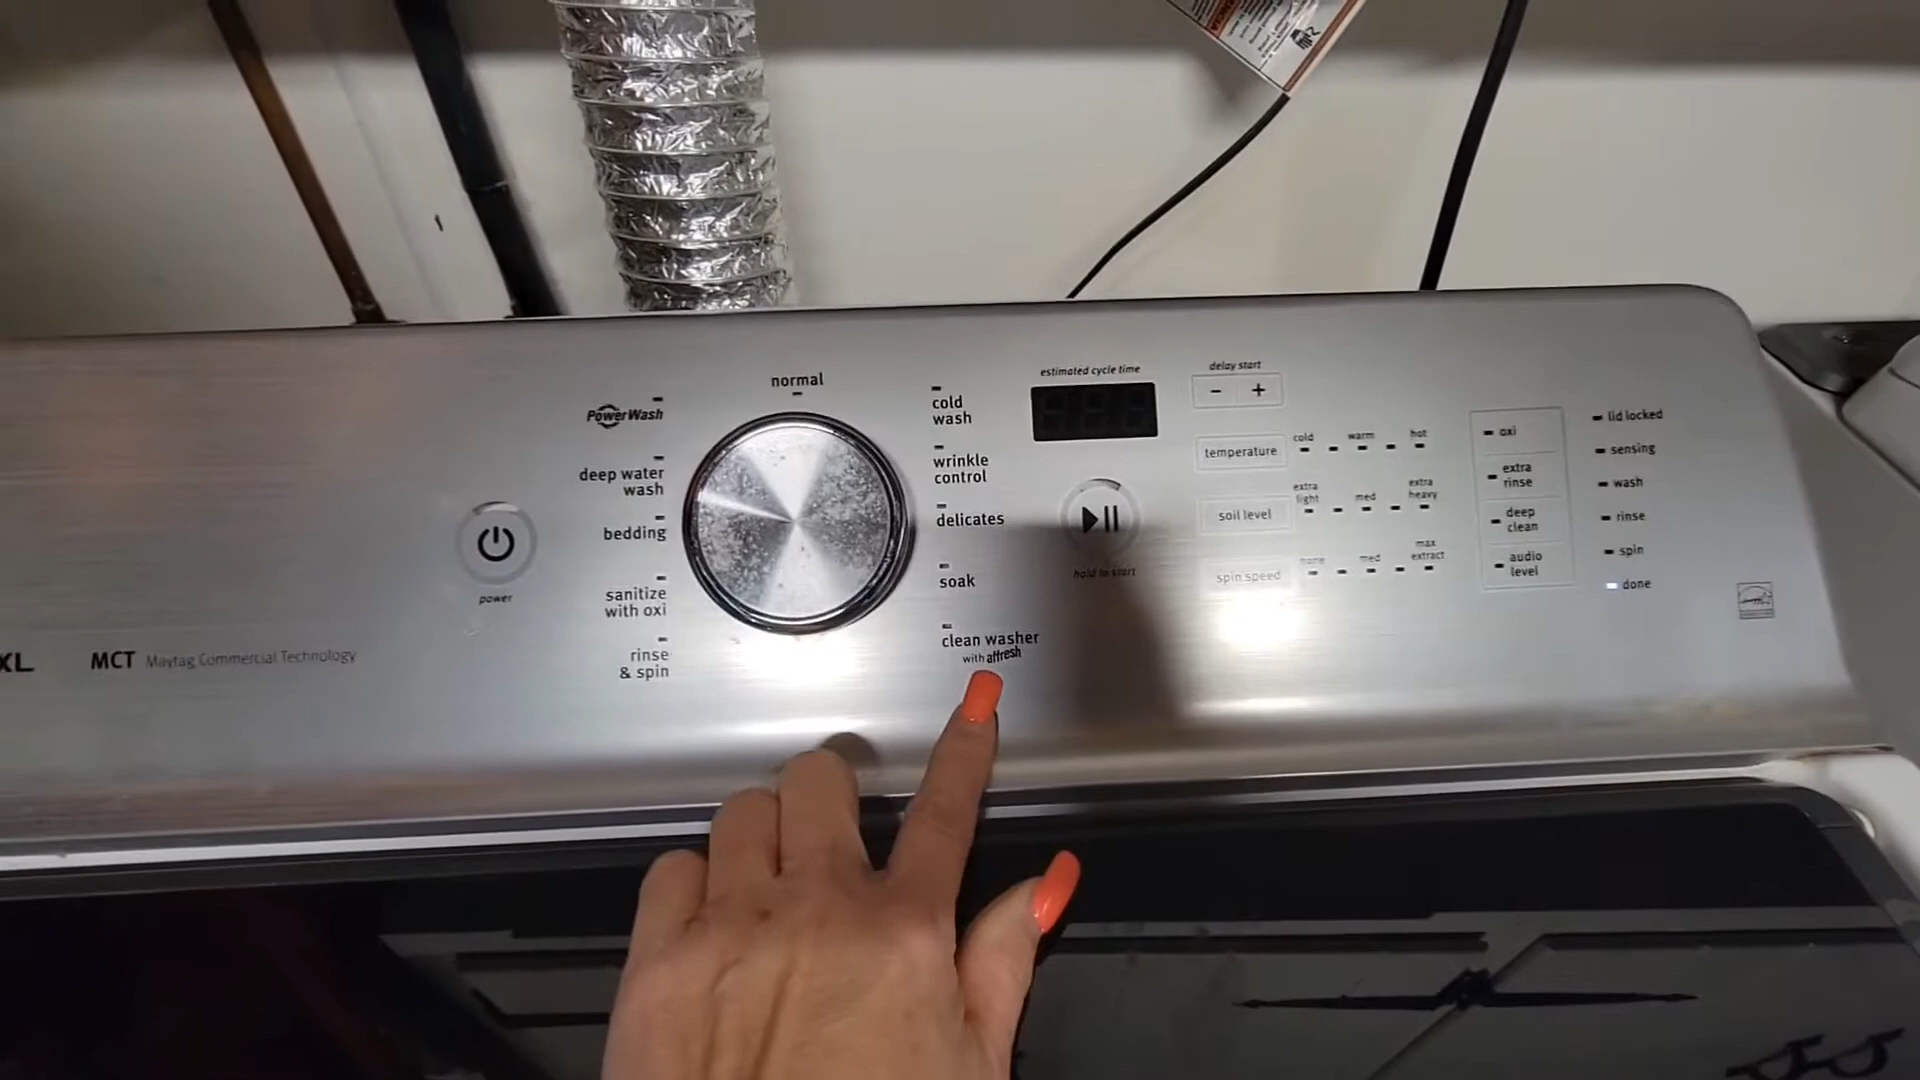 XL
MCT Maytag Commercial Technology
power
PowerWash
deep water
wash
bedding
sanitize
with oxi
rinse
& spin
normal
cold
wash
wrinkle
control
delicates
soak
clean washer
with affresh
estimated cycle time
hold to start
delay start
- +
temperature
cold warm hot
soil level
extra
light
med
extra
heavy
spin speed
none med
max
extract
oxi
extra
rinse
deep
clean
audio
level
lid locked
sensing
wash
rinse
spin
done